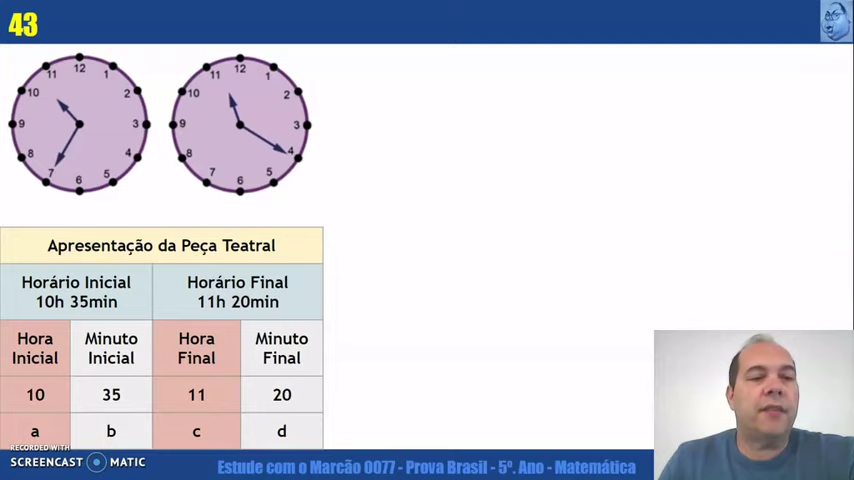 43
12
11
1
10
2
9
3
8
4
7
5
6
12
11
1
10
2
9
3
8
4
7
5
6
Apresentação da Peça Teatral
Horário Inicial
10h 35min
Horário Final
11h 20min
Hora
Inicial
Minuto
Inicial
Hora
Final
Minuto
Final
10
35
11
20
a
b
c
d
RECORDED WITH
SCREENCAST MATIC
Estude com o Marcão 0077 - Prova Brasil - 5º. Ano - Matemática